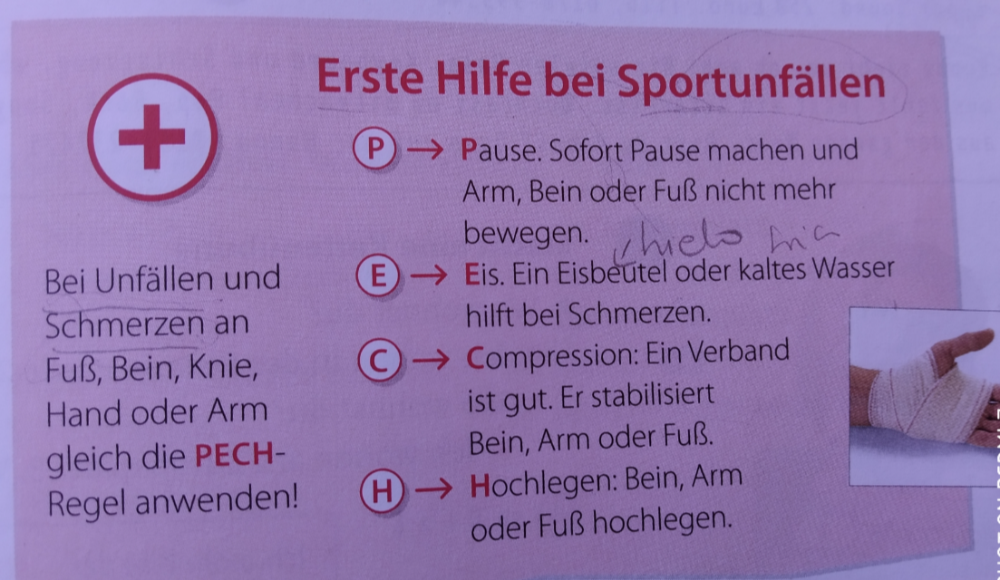 Erste Hilfe bei Sportunfällen
Bei Unfällen und
Schmerzen an
Fuß, Bein, Knie,
Hand oder Arm
gleich die PECH-
Regel anwenden!
P → Pause. Sofort Pause machen und
Arm, Bein oder Fuß nicht mehr
bewegen.
hielo
E → Eis. Ein Eisbeutel oder kaltes Wasser
hilft bei Schmerzen.
C → Compression: Ein Verband
ist gut. Er stabilisiert
Bein, Arm oder Fuß.
H → Hochlegen: Bein, Arm
oder Fuß hochlegen.